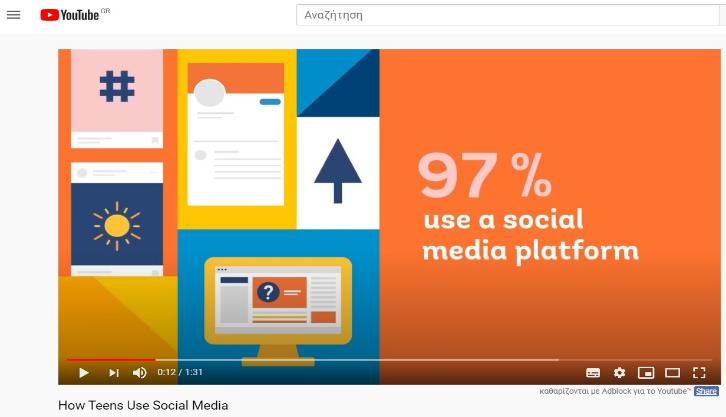 YouTube GR
Αναζήτηση
#
97%
use a social
media platform
?
0:12 / 1:31
καθαρίζονται με Adblock για το Youtube™ Share
How Teens Use Social Media